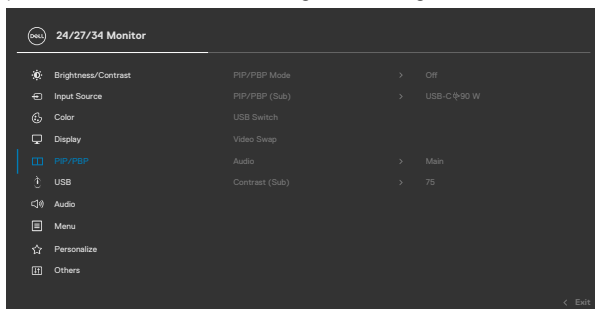 DELL 24/27/34 Monitor
Brightness/Contrast PIP/PBP Mode > Off
Input Source PIP/PBP (Sub) > USB-C 90 W
Color USB Switch
Display Video Swap
PIP/PBP Audio > Main
USB Contrast (Sub) > 75
Audio
Menu
Personalize
Others
< Exit